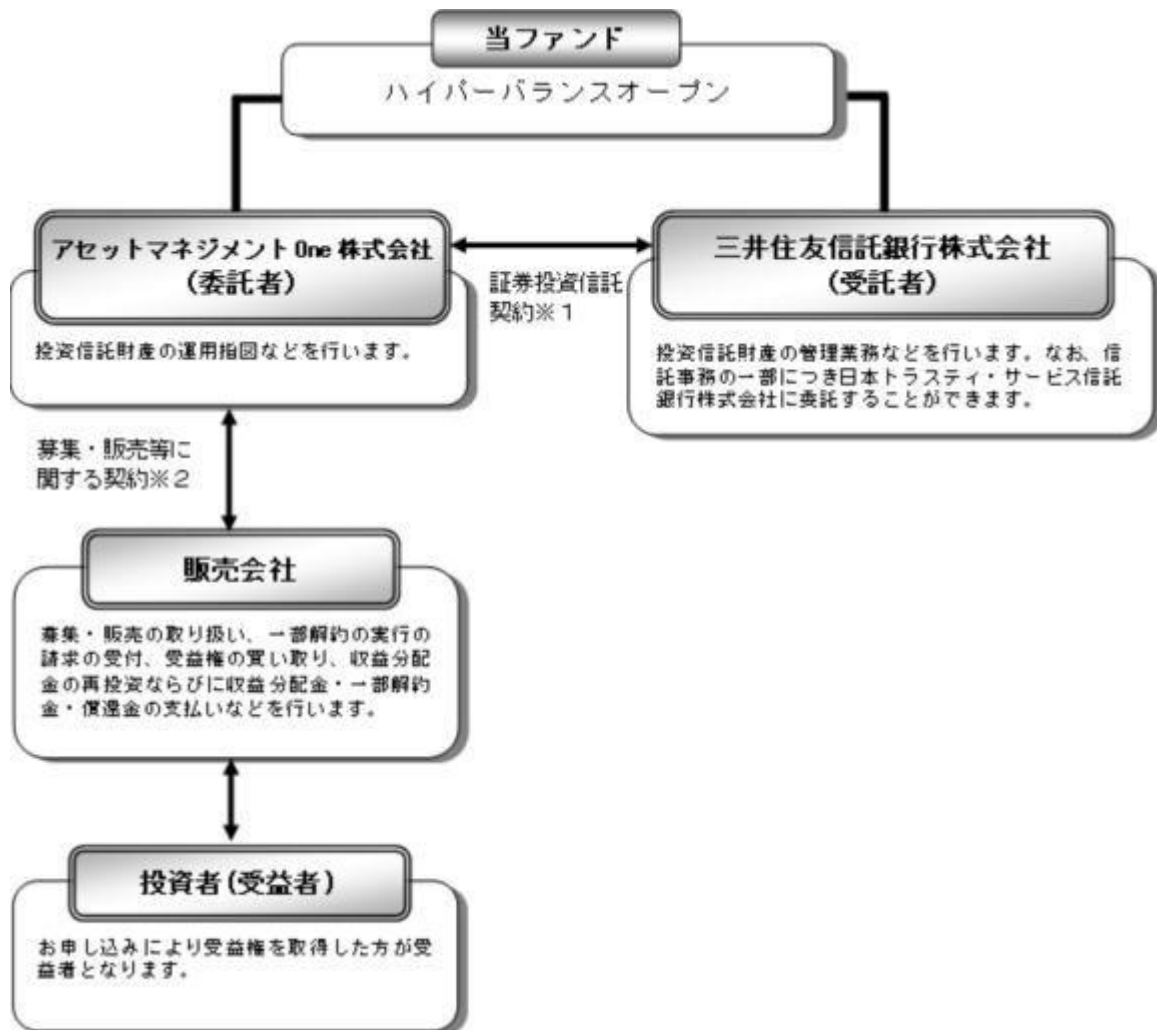 当ファンド
ハイパーバランスオープン
アセットマネジメントOne 株式会社
(委託者)
投資信託財産の運用指図などを行います。
証券投資信託
契約※1
三井住友信託銀行株式会社
(受託者)
投資信託財産の管理業務などを行います。なお、信
託事務の一部につき日本トラスティ・サービス信託
銀行株式会社に委託することができます。
募集・販売等に
関する契約※2
販売会社
募集・販売の取り扱い、一部解約の実行の
請求の受付、受益権の買い取り、収益分配
金の再投資ならびに収益分配金・一部解約
金・償還金の支払いなどを行います。
投資者(受益者)
お申し込みにより受益権を取得した方が受
益者となります。